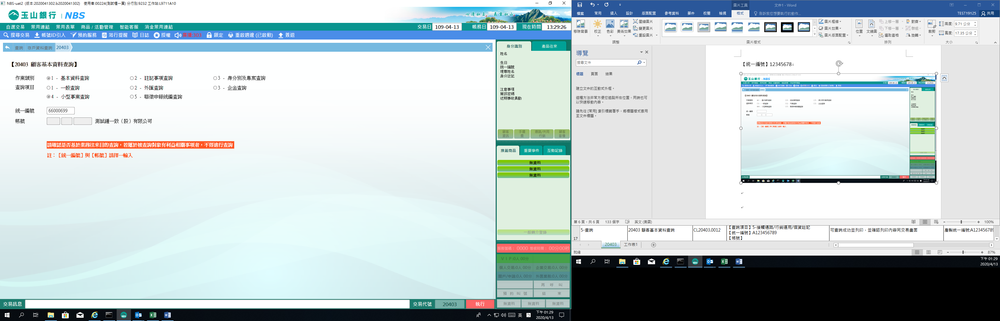 NBS-uat2 (版本:2020041302.b2020041302) 使用者:00224(測試櫃一寅) 分行別:9232 工作站:L9711A10
玉山銀行 | NBS
心清如玉, 義重如山。
自選交易 常用連結 常用表單 商品 / 活動管理 智能客服 消金常用連結
交易日 109-04-13 帳務日 109-04-13 現在時間 13:29:26
搜尋交易 帳號ID引入 預約服務 蒞行提醒 日誌 授權 廣播:303 鎖定 重啟週邊 (已啟動) 簽退
查詢 存戶資料查詢 20403
【20403 顧客基本資料查詢】
作業類別 1 - 基本資料查詢 2 - 註記事項查詢 3 - 身分別及專案查詢
查詢項目 1 - 一般查詢 2 - 外匯查詢 3 - 企金查詢
4 - 小型事業查詢 5 - 聯徵申報統編查詢
統一編號 66000699
帳號 測試鍾一致（股）有限公司
請確認是否基於業務往來目的查詢，若屬於被查詢對象有利益相關事項者，不得進行查詢
註：［統一編號］與［帳號］請擇一輸入
身分識別 產品往來
姓名
生日
統一編號
理專姓名
身分註記
注意事項
簡訊密碼
近期事故異動
顧客資訊 手續費 通路/共同行銷 顧客影像
推薦商品 重要事件 互動記錄
無資料
無資料
無資料
一般轉介登錄
服務號碼： 0000 等候時間： 00分00秒
V I P:0人 00分
個人交易:0人 00分 企業交易:0人 00分
開戶/申請:0人 00分 外匯業務:0人 00分
再 呼 叫
預 約 叫 號 結 束
無資料 無資料 無資料
交易訊息 交易代號 20403 執行
英 下午 01:29
2020/4/13
圖片工具 文件1 - Word
檔案 常用 插入 設計 版面配置 參考資料 郵件 校閱 檢視 格式 告訴我您想要執行的動作... TEST19125 共用
移除背景 校正 色彩 美術效果 壓縮圖片 變更圖片 重設圖片
圖片框線 圖片效果 圖片版面配置
位置 文繞圖 上移一層 下移一層 選取窗格 對齊 群組 旋轉
裁剪 高度: 9.71 公分
寬度: 17.35 公分
調整 圖片樣式 排列 大小
導覽
搜尋文件
標題 頁面 結果
建立文件的互動式外框。
這種方法非常方便您追蹤所在位置，同時也可以快速移動內容。
請先從 [常用] 索引標籤著手，將標題樣式套用至文件標題。
【統一編號】12345678
玉山銀行 | NBS
【20403 顧客基本資料查詢】
第 6 頁，共 6 頁 133 個字 英文 (美國) 100%
17 5-查詢 20403 顧客基本資料查詢 CL20403.0012
【查詢項目】5-接觸通路/行銷運用/個資註記
【統一編號】A123456789
【帳號】
可查詢成功並列印，並確認列印內容同交易畫面 產製統一編號:A123456789
20403 工作表1
就緒 87%
下午 01:29
2020/4/13